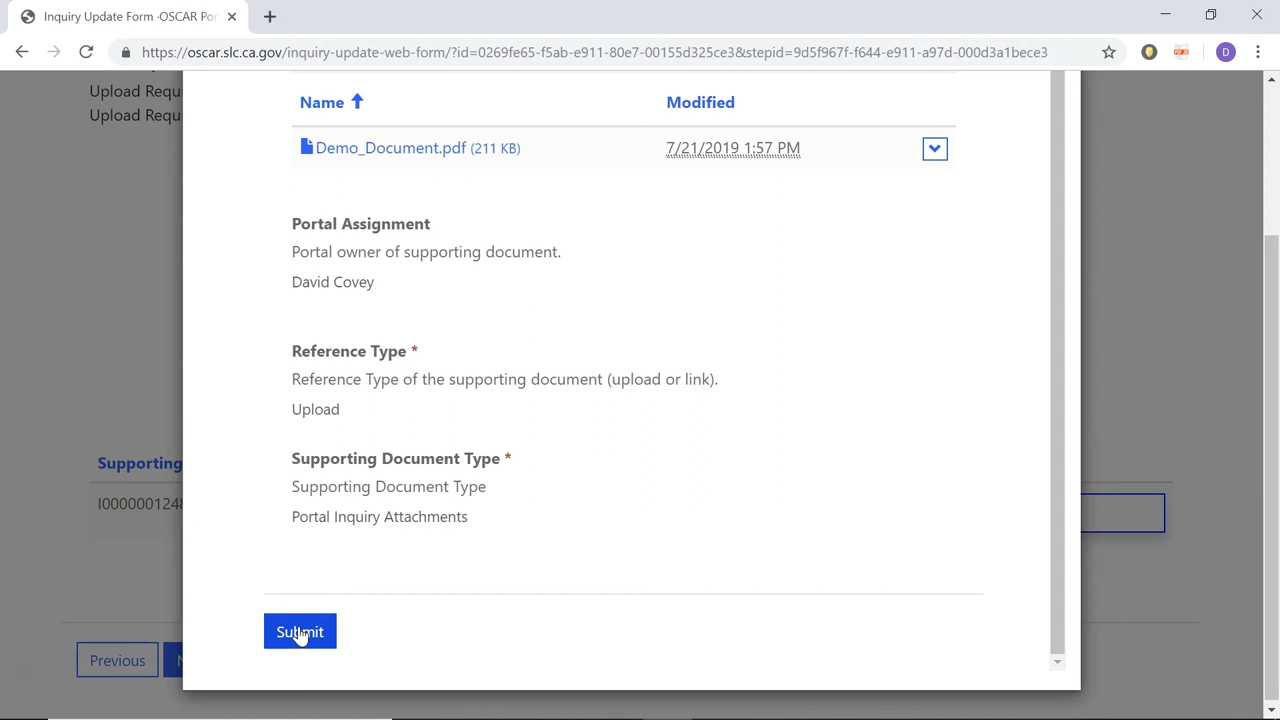 Inquiry Update Form ·OSCAR Por
https://oscar.slc.ca.gov/inquiry-update-web-form/?id=0269fe65-f5ab-e911-80e7-00155d325ce3&stepid=9d5f967f-f644-e911-a97d-000d3a1bece3
D
Upload Requ
Upload Requ
Name Modified
Demo_Document.pdf (211 KB) 7/21/2019 1:57 PM
Portal Assignment
Portal owner of supporting document.
David Covey
Reference Type *
Reference Type of the supporting document (upload or link).
Upload
Supporting Document Type *
Supporting Document Type
Portal Inquiry Attachments
Supporting
I0000001248
Submit
Previous N